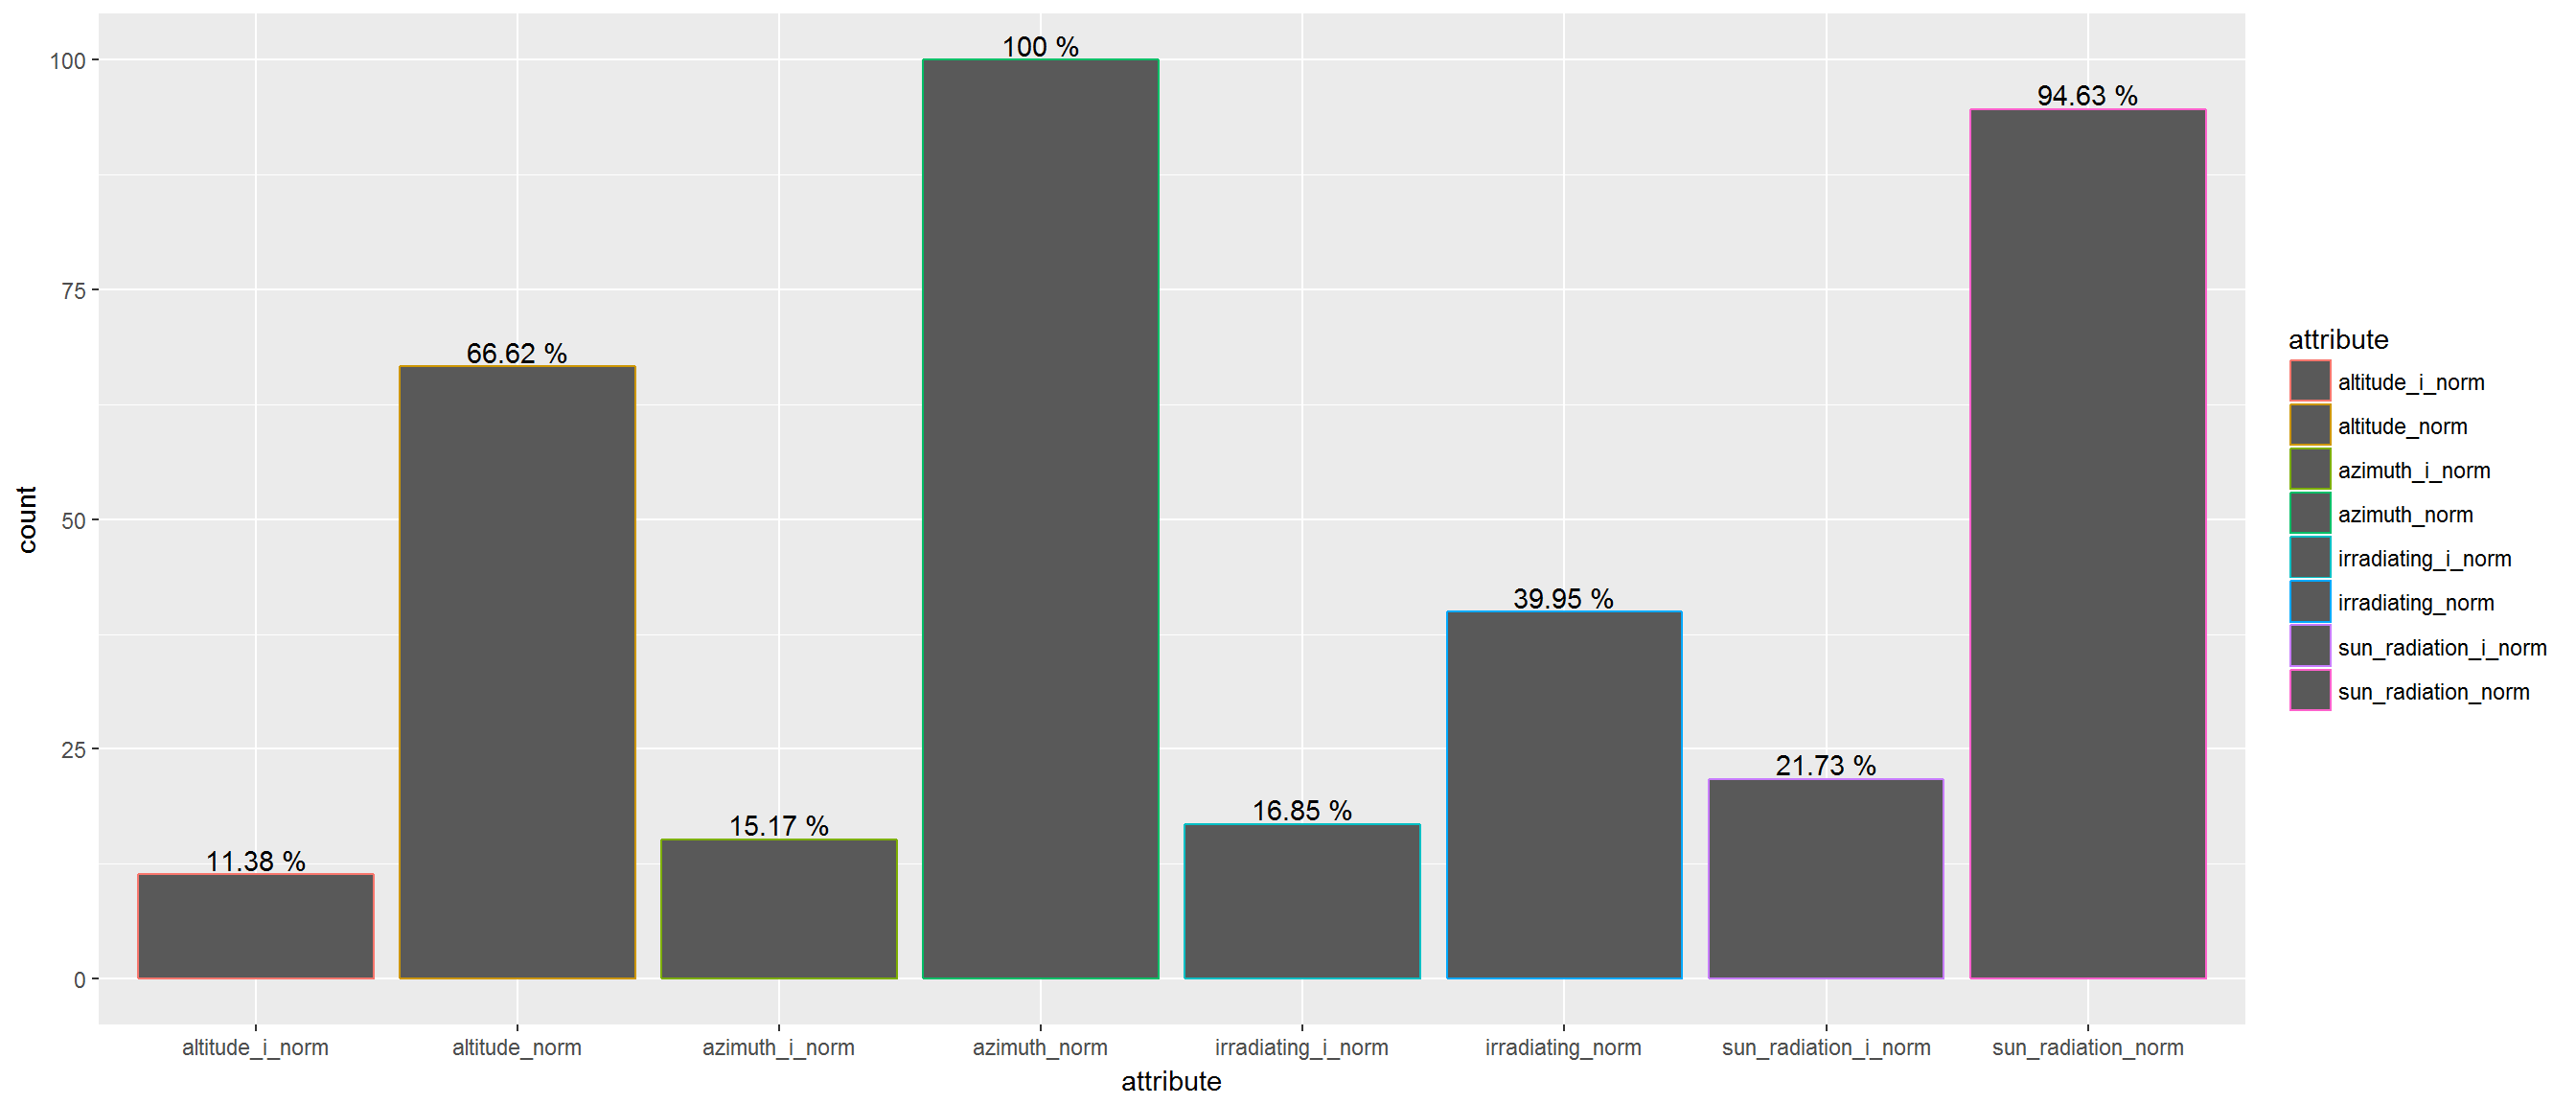 count
100
75
50
25
0
11.38 %
66.62 %
15.17 %
100 %
16.85 %
39.95 %
21.73 %
94.63 %
altitude_i_norm
altitude_norm
azimuth_i_norm
azimuth_norm
irradiating_i_norm
irradiating_norm
sun_radiation_i_norm
sun_radiation_norm
attribute
attribute
altitude_i_norm
altitude_norm
azimuth_i_norm
azimuth_norm
irradiating_i_norm
irradiating_norm
sun_radiation_i_norm
sun_radiation_norm